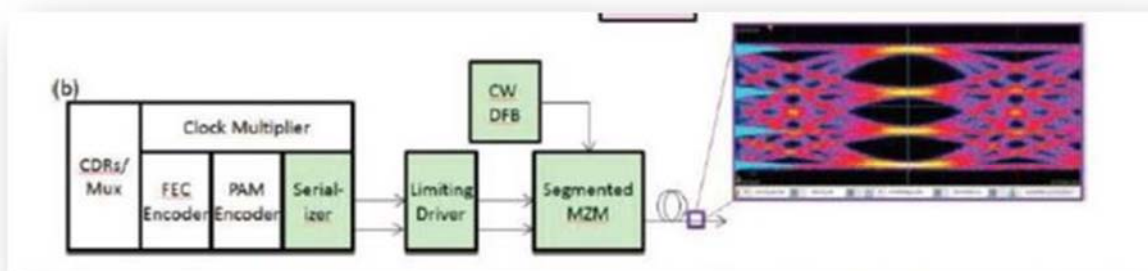 (b)
CDRs/
Mux
Clock Multiplier
FEC
Encoder
PAM
Encoder
Serial-
izer
Limiting
Driver
CW
DFB
Segmented
MZM